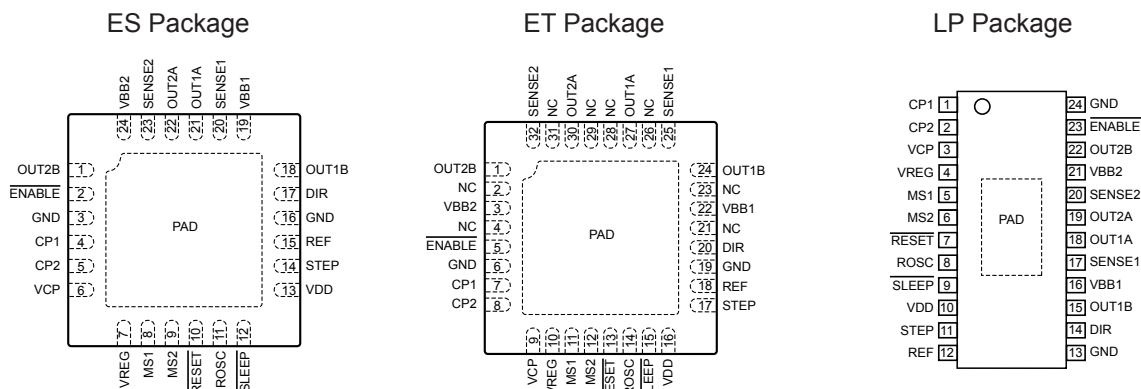 ES Package
ET Package
LP Package
VBB2
SENSE2
OUT2A
OUT1A
SENSE1
VBB1
24
23
22
21
20
19
OUT2B 1
ENABLE 2
GND 3
CP1 4
CP2 5
VCP 6
PAD
18 OUT1B
17 DIR
16 GND
15 REF
14 STEP
13 VDD
7
8
9
10
11
12
VREG
MS1
MS2
RESET
ROSC
SLEEP
SENSE2
NC
OUT2A
NC
NC
OUT1A
NC
SENSE1
32
31
30
29
28
27
26
25
OUT2B 1
NC 2
VBB2 3
NC 4
ENABLE 5
GND 6
CP1 7
CP2 8
PAD
24 OUT1B
23 NC
22 VBB1
21 NC
20 DIR
19 GND
18 REF
17 STEP
9
10
11
12
13
14
15
16
VCP
MS1
MS2
ROSC
VDD
CP1 1
CP2 2
VCP 3
VREG 4
MS1 5
MS2 6
RESET 7
ROSC 8
SLEEP 9
VDD 10
STEP 11
REF 12
PAD
24 GND
23 ENABLE
22 OUT2B
21 VBB2
20 SENSE2
19 OUT2A
18 OUT1A
17 SENSE1
16 VBB1
15 OUT1B
14 DIR
13 GND